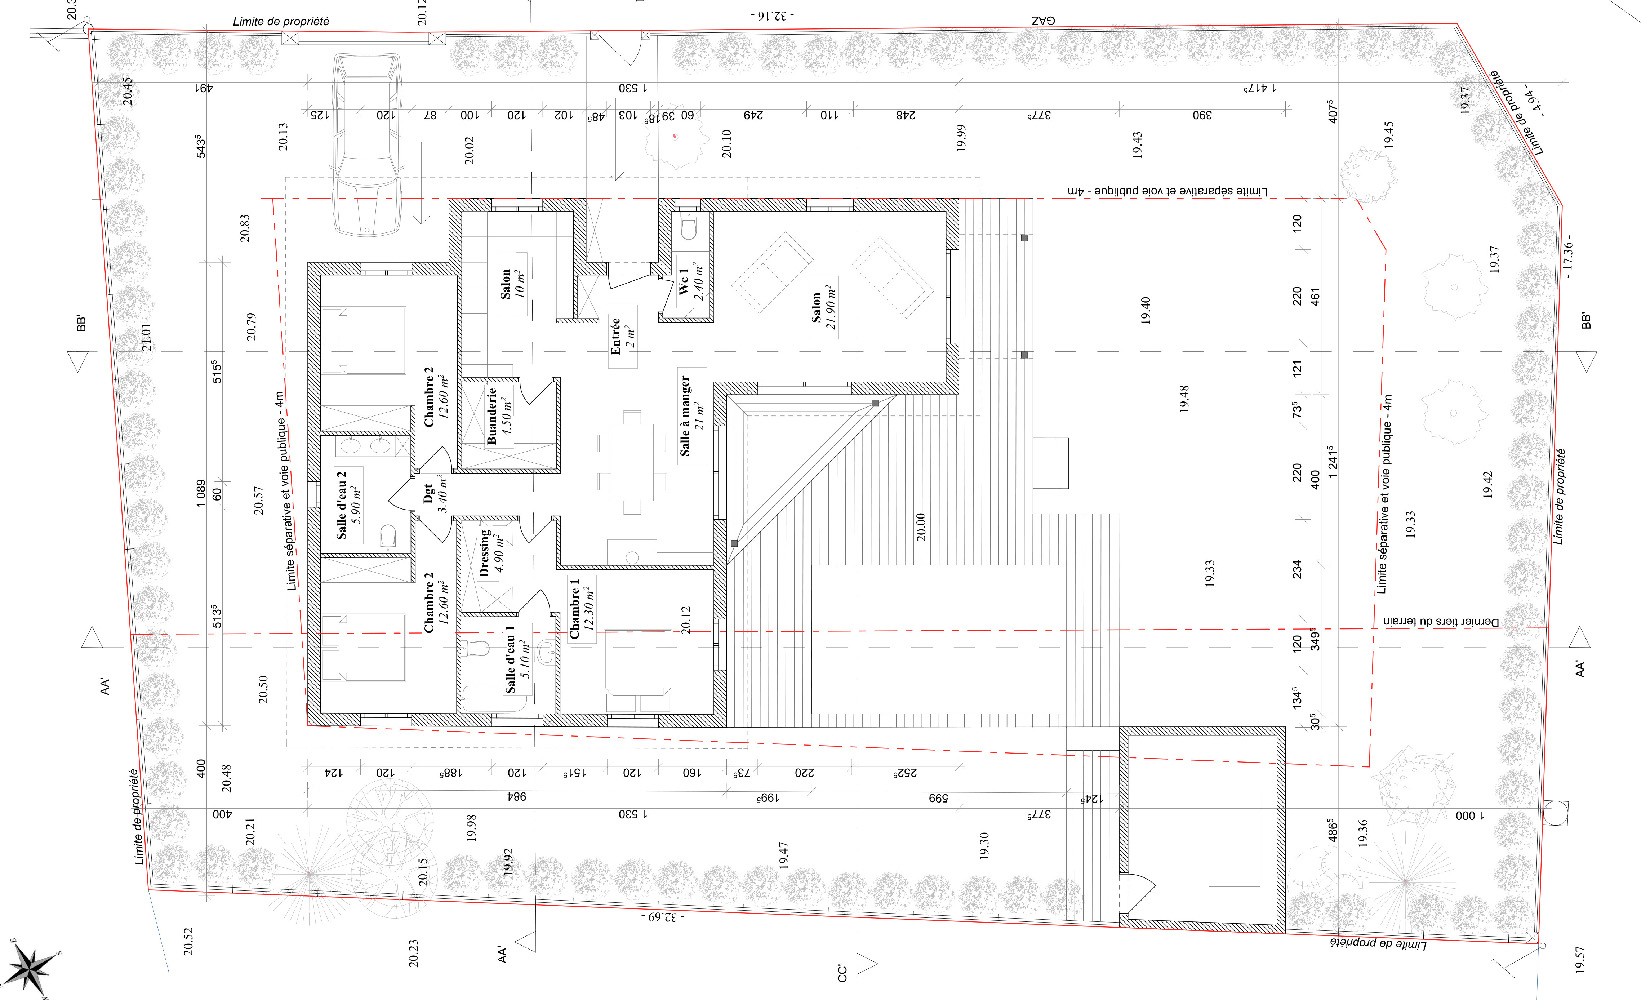 Limite de propriété
20.12
- 32.16 -
GAZ
20.45
491
1 530
1 417⁵
19.37
Limite de propriété
- 4.94 -
125
120
87
100
120
102
48⁵
103
39
60
249
110
248
377⁵
390
407⁵
543⁵
20.13
20.02
20.10
19.99
19.43
19.45
Limite séparative et voie publique - 4m
20.83
120
19.37
- 17.36 -
BB'
21.01
20.79
Salon
10 m²
Wc 1
2.40 m²
Salon
21.90 m²
19.40
220
461
BB'
Entrée
2 m²
515⁵
Chambre 2
12.60 m²
Buanderie
4.50 m²
Salle à manger
21 m²
19.48
121
73⁵
Limite séparative et voie publique - 4m
Limite séparative et voie publique - 4m
1 089
60
20.57
Salle d'eau 2
5.90 m²
Dgt
3.40 m²
220
400
1 241⁵
19.42
Limite de propriété
20.00
19.33
Dressing
4.90 m²
513⁵
Chambre 2
12.60 m²
Chambre 1
12.30 m²
20.12
19.33
234
Dernier tiers du terrain
120
349⁵
AA'
20.50
Salle d'eau 1
5.10 m²
AA'
134⁵
30⁵
400
20.48
124
120
188⁵
120
151⁵
120
160
73⁵
220
252⁵
984
199⁵
599
124⁵
Limite de propriété
400
1 530
377⁵
486⁵
1 000
20.21
19.98
19.36
20.15
19.92
19.47
19.30
- 32.69 -
Limite de propriété
20.52
20.23
AA'
CC'
19.57